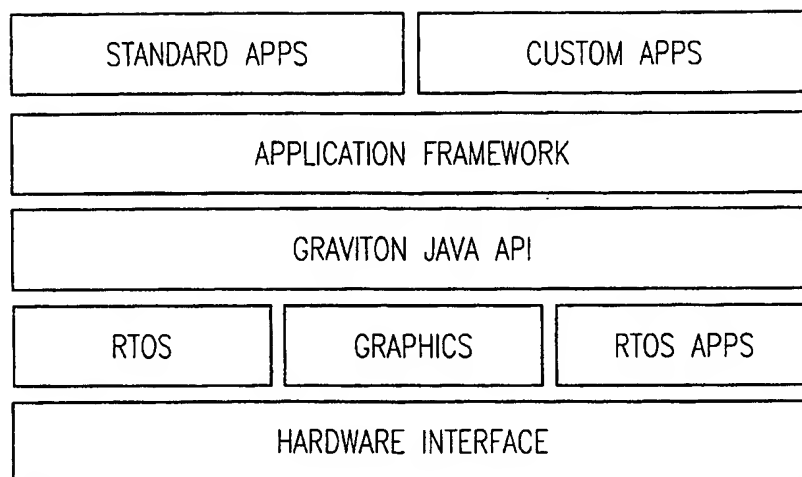 STANDARD APPS
CUSTOM APPS
APPLICATION FRAMEWORK
GRAVITON JAVA API
RTOS
GRAPHICS
RTOS APPS
HARDWARE INTERFACE